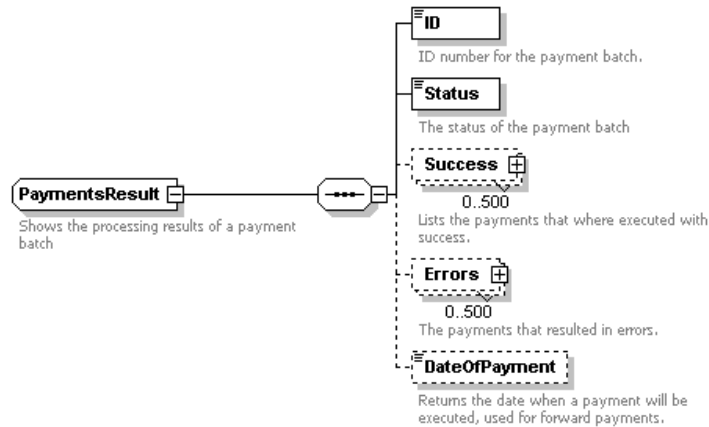 ID
ID number for the payment batch.
Status
The status of the payment batch
Success
0..500
Lists the payments that where executed with
success.
PaymentsResult
Shows the processing results of a payment
batch
Errors
0..500
The payments that resulted in errors.
DateOfPayment
Returns the date when a payment will be
executed, used for forward payments.